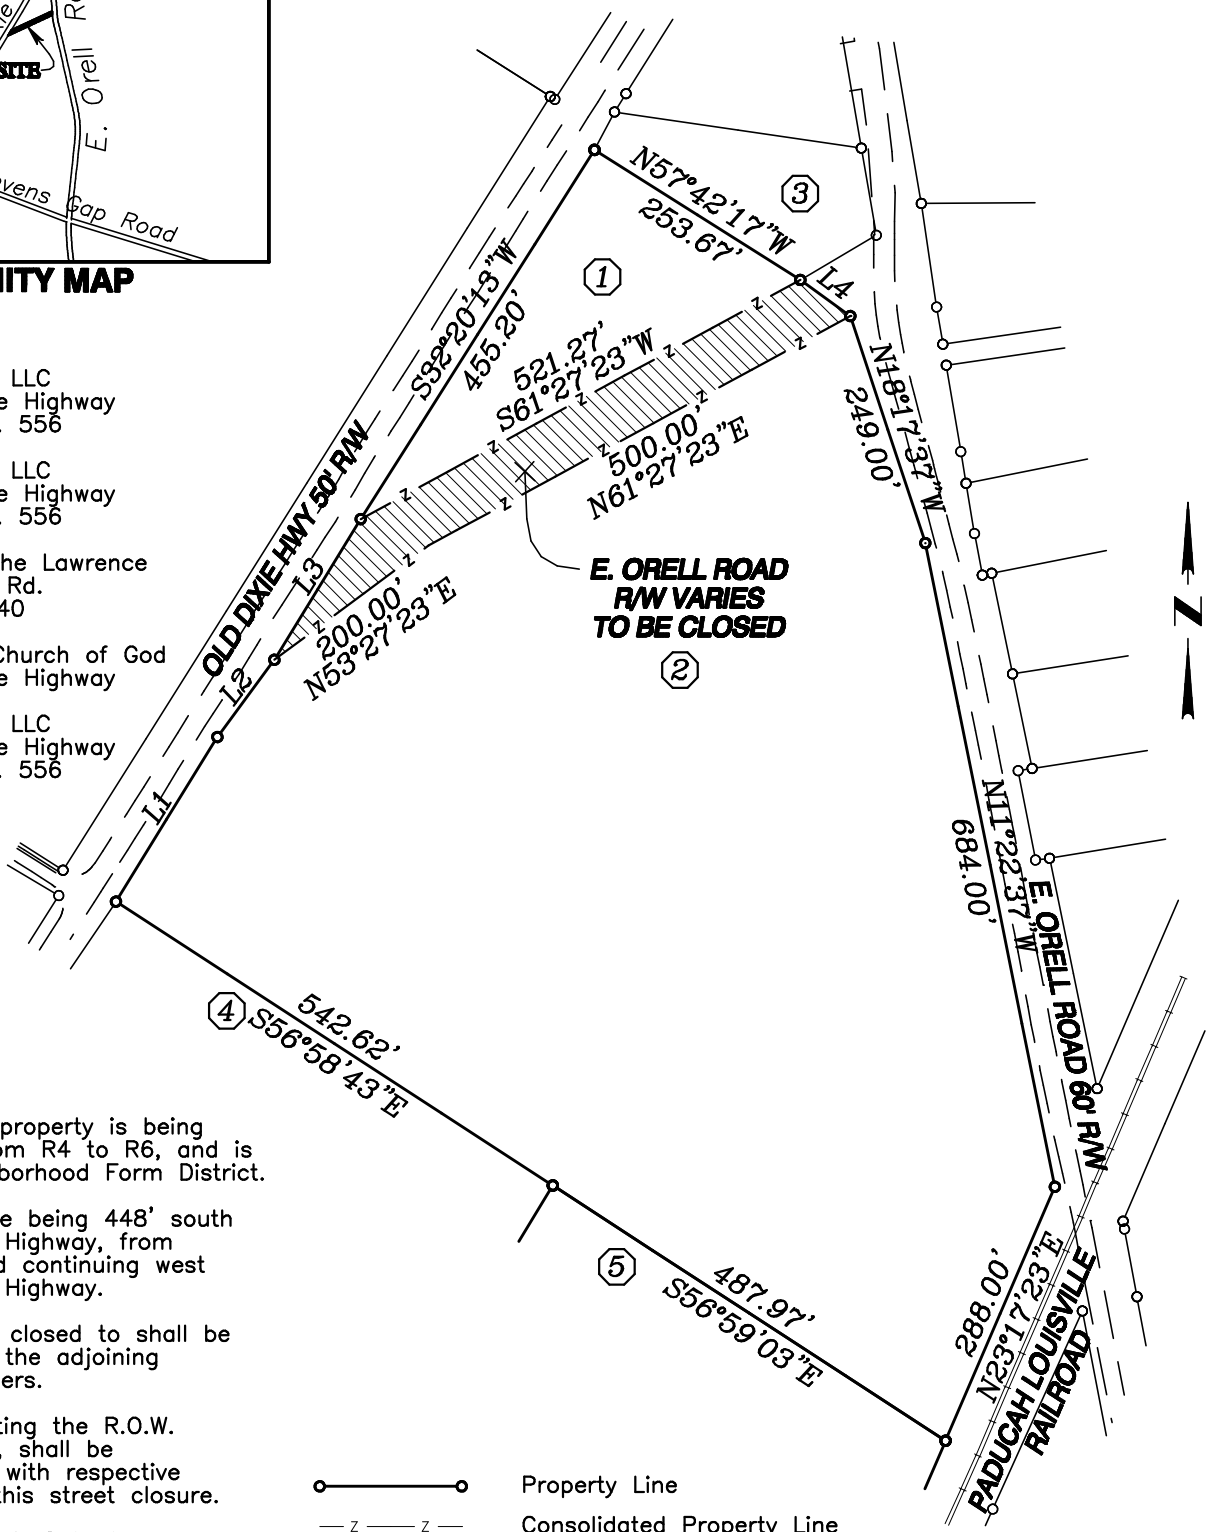 E. Orell
SITE
Gap Road
MAP
LLC
Highway
556
LLC
Highway
556
Lawrence
Rd.
40
Church of God
Highway
LLC
Highway
556
property is being
R4 to R6, and is
Form District.
being 448' south
Highway, from
continuing west
Highway.
closed to shall be
the adjoining
the R.O.W.
shall be
with respective
this street closure.
N57°42'17"W
253.67'
3
L4
1
S32°20'13"W
455.20'
521.27'
S61°27'23"W
500.00'
N61°27'23"E
N18°17'37"W
249.00'
OLD DIXIE HWY 50' R/W
L3
L2
L1
200.00'
N53°27'23"E
E. ORELL ROAD
R/W VARIES
TO BE CLOSED
2
N
N11°22'37"W
684.00'
E. ORELL ROAD 60' R/W
4
542.62'
S56°58'43"E
5
487.97'
S56°59'03"E
288.00'
N23°17'23"E
PADUCAH LOUISVILLE
RAILROAD
Property Line
z z Consolidated Property Line